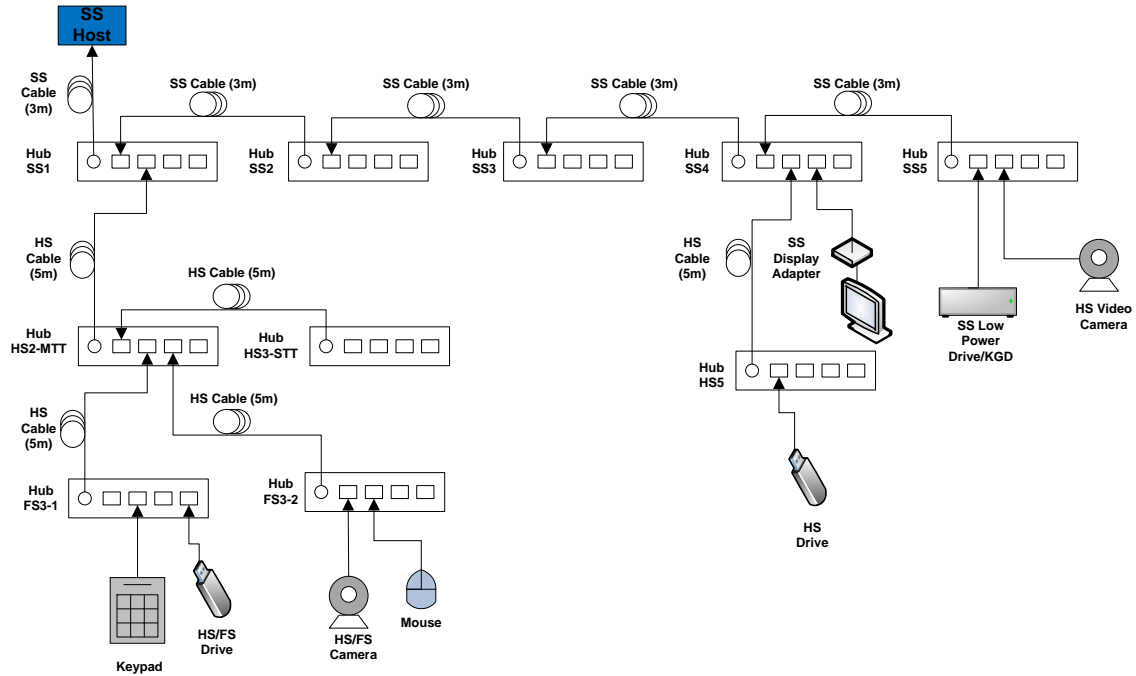 SS
Host
SS
Cable
(3m)
SS Cable (3m)
SS Cable (3m)
SS Cable (3m)
SS Cable (3m)
Hub
SS1
Hub
SS2
Hub
SS3
Hub
SS4
Hub
SS5
HS
Cable
(5m)
HS Cable (5m)
HS
Cable
(5m)
SS
Display
Adapter
SS Low
Power
Drive/KGD
HS Video
Camera
Hub
HS2-MTT
Hub
HS3-STT
Hub
HS5
HS
Cable
(5m)
HS Cable (5m)
Hub
FS3-1
Hub
FS3-2
HS
Drive
Keypad
HS/FS
Drive
HS/FS
Camera
Mouse